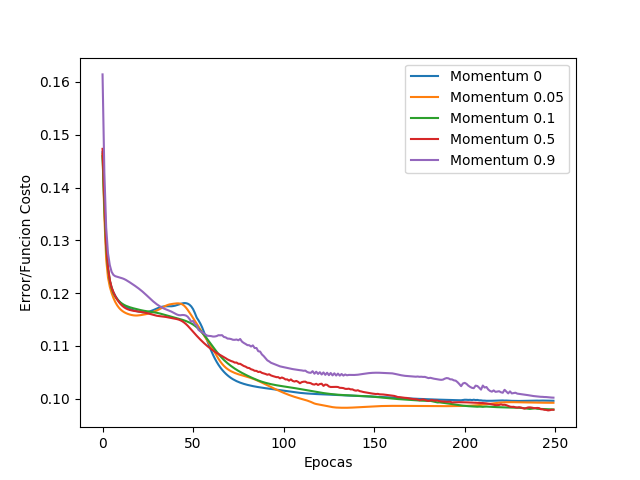 Momentum 0
Momentum 0.05
Momentum 0.1
Momentum 0.5
Momentum 0.9
0.16
0.15
0.14
0.13
0.12
0.11
0.10
Error/Funcion Costo
0 50 100 150 200 250
Epocas